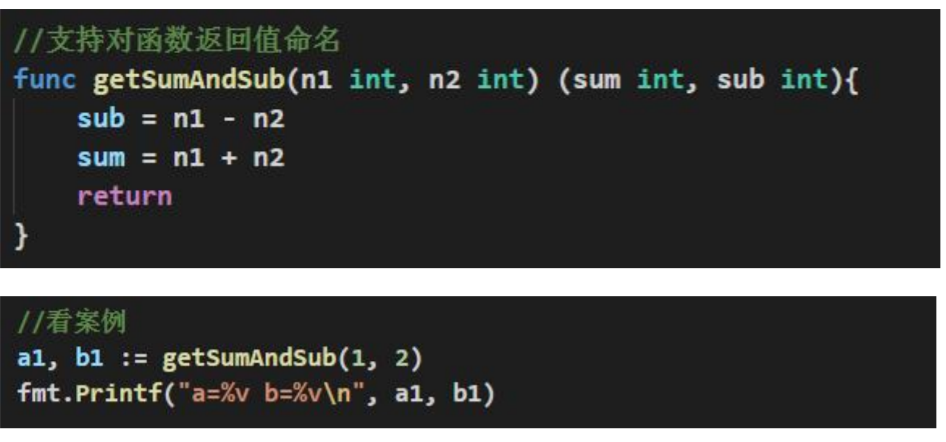 //支持对函数返回值命名
func getSumAndSub(n1 int, n2 int) (sum int, sub int){
    sub = n1 - n2
    sum = n1 + n2
    return
}
//看案例
a1, b1 := getSumAndSub(1, 2)
fmt.Printf("a=%v b=%v\n", a1, b1)